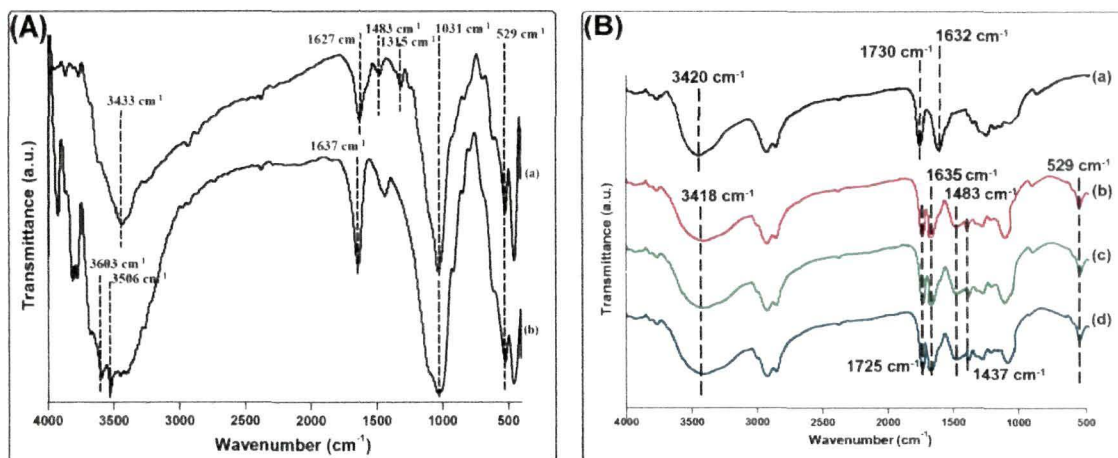 (A)
1627 cm⁻¹
1483 cm⁻¹
1315 cm⁻¹
1031 cm⁻¹
529 cm⁻¹
3433 cm⁻¹
1637 cm⁻¹
(a)
3603 cm⁻¹
3506 cm⁻¹
(b)
Transmittance (a.u.)
4000 3500 3000 2500 2000 1500 1000 500
Wavenumber (cm⁻¹)
(B)
1730 cm⁻¹
1632 cm⁻¹
3420 cm⁻¹
(a)
1635 cm⁻¹
529 cm⁻¹
3418 cm⁻¹
1483 cm⁻¹
(b)
(c)
(d)
1725 cm⁻¹
1437 cm⁻¹
Transmittance (a.u.)
4000 3500 3000 2500 2000 1500 1000 500
Wavenumber (cm⁻¹)